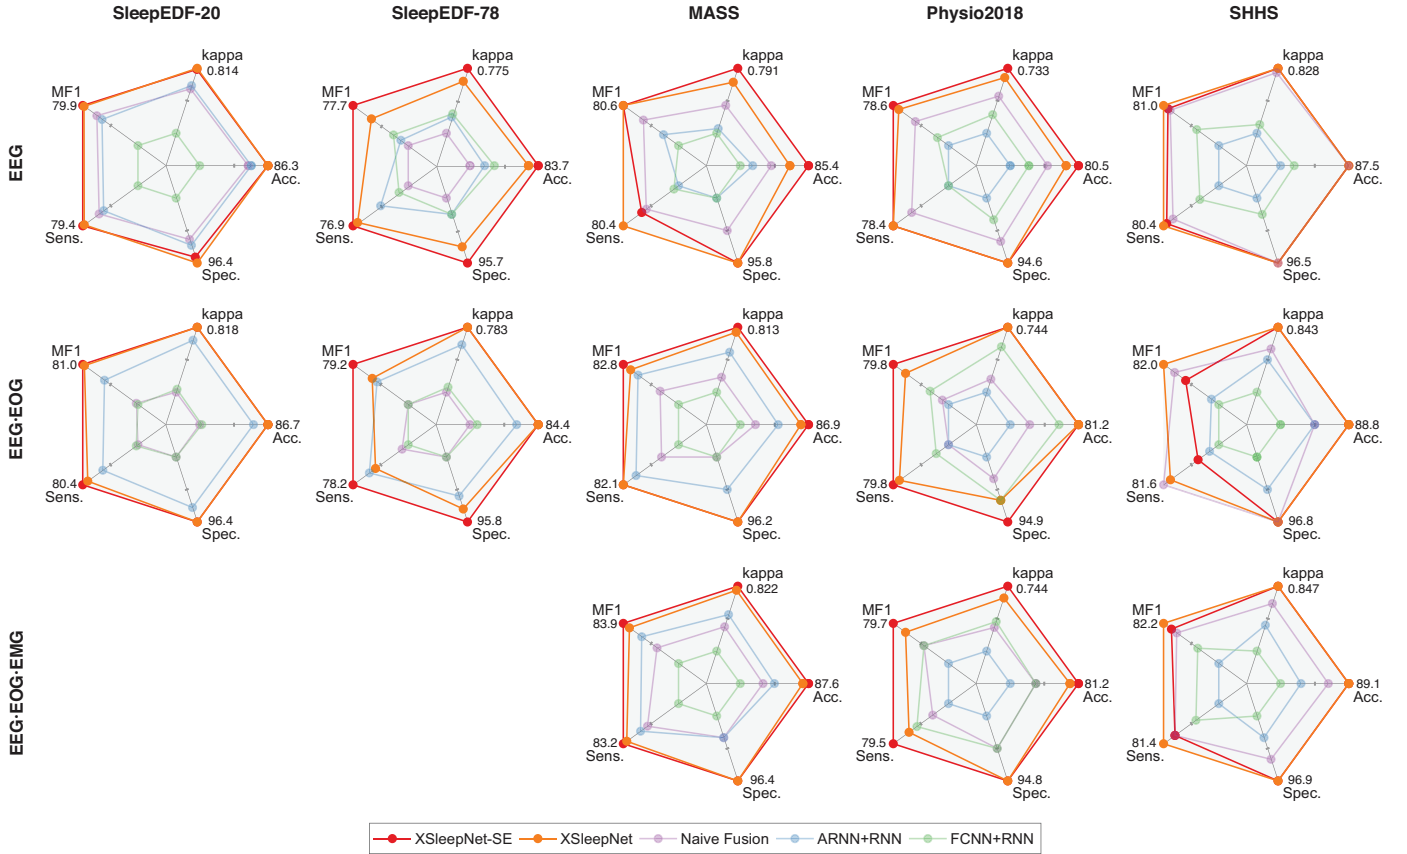 SleepEDF-20
SleepEDF-78
MASS
Physio2018
SHHS
EEG
kappa
0.814
MF1
79.9
86.3
Acc.
79.4
Sens.
96.4
Spec.
kappa
0.775
MF1
77.7
83.7
Acc.
76.9
Sens.
95.7
Spec.
kappa
0.791
MF1
80.6
85.4
Acc.
80.4
Sens.
95.8
Spec.
kappa
0.733
MF1
78.6
80.5
Acc.
78.4
Sens.
94.6
Spec.
kappa
0.828
MF1
81.0
87.5
Acc.
80.4
Sens.
96.5
Spec.
EEG·EOG
kappa
0.818
MF1
81.0
86.7
Acc.
80.4
Sens.
96.4
Spec.
kappa
0.783
MF1
79.2
84.4
Acc.
78.2
Sens.
95.8
Spec.
kappa
0.813
MF1
82.8
86.9
Acc.
82.1
Sens.
96.2
Spec.
kappa
0.744
MF1
79.8
81.2
Acc.
79.8
Sens.
94.9
Spec.
kappa
0.843
MF1
82.0
88.8
Acc.
81.6
Sens.
96.8
Spec.
EEG·EOG·EMG
kappa
0.822
MF1
83.9
87.6
Acc.
83.2
Sens.
96.4
Spec.
kappa
0.744
MF1
79.7
81.2
Acc.
79.5
Sens.
94.8
Spec.
kappa
0.847
MF1
82.2
89.1
Acc.
81.4
Sens.
96.9
Spec.
XSleepNet-SE XSleepNet Naive Fusion ARNN+RNN FCNN+RNN